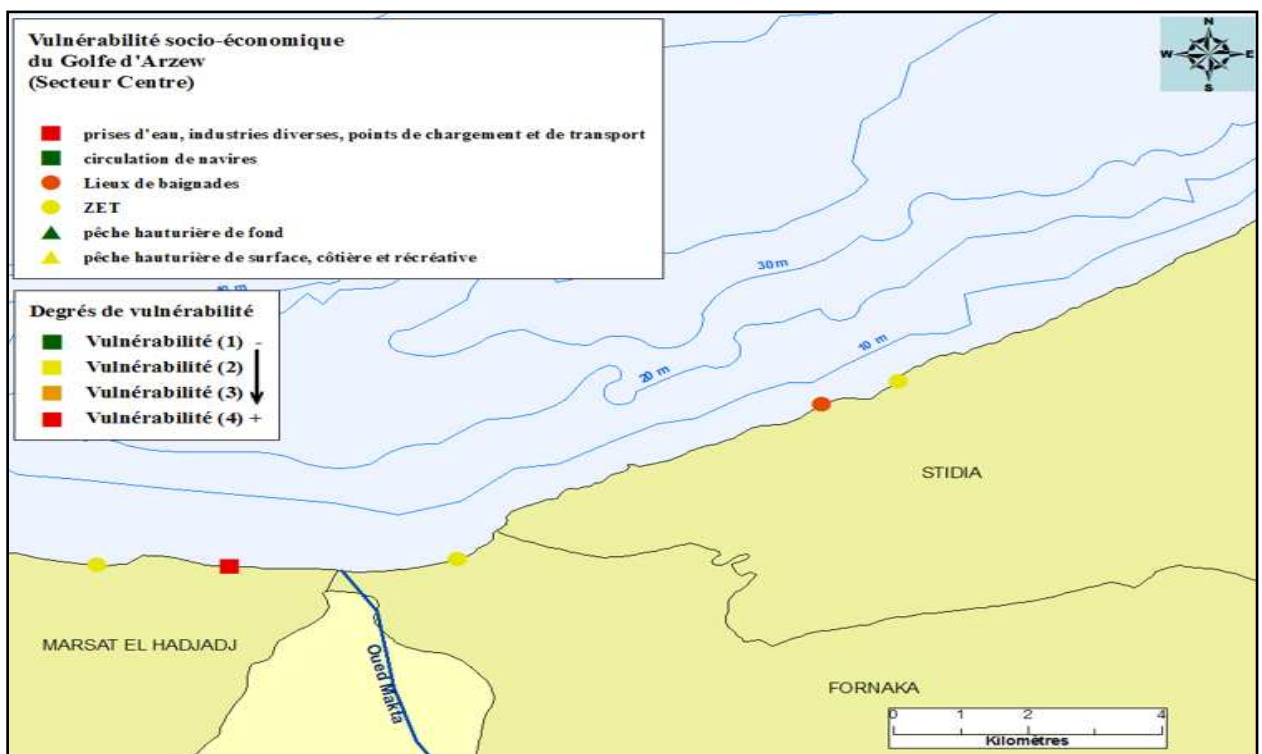 Vulnérabilité socio-économique
du Golfe d'Arzew
(Secteur Centre)
prises d'eau, industries diverses, points de chargement et de transport
circulation de navires
Lieux de baignades
ZET
pêche hauturière de fond
pêche hauturière de surface, côtière et récréative
Degrés de vulnérabilité
Vulnérabilité (1) -
Vulnérabilité (2)
Vulnérabilité (3)
Vulnérabilité (4) +
N
W E
S
30 m
20 m
10 m
STIDIA
MARSAT EL HADJADJ
Oued Makta
FORNAKA
0 1 2 4
Kilomètres